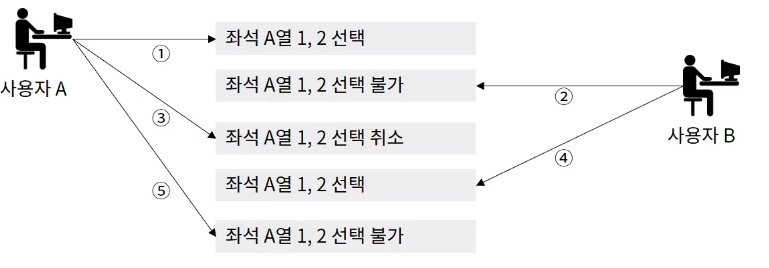 좌석 A열 1, 2 선택
①
사용자 A
좌석 A열 1, 2 선택 불가
②
③
좌석 A열 1, 2 선택 취소
사용자 B
④
좌석 A열 1, 2 선택
⑤
좌석 A열 1, 2 선택 불가